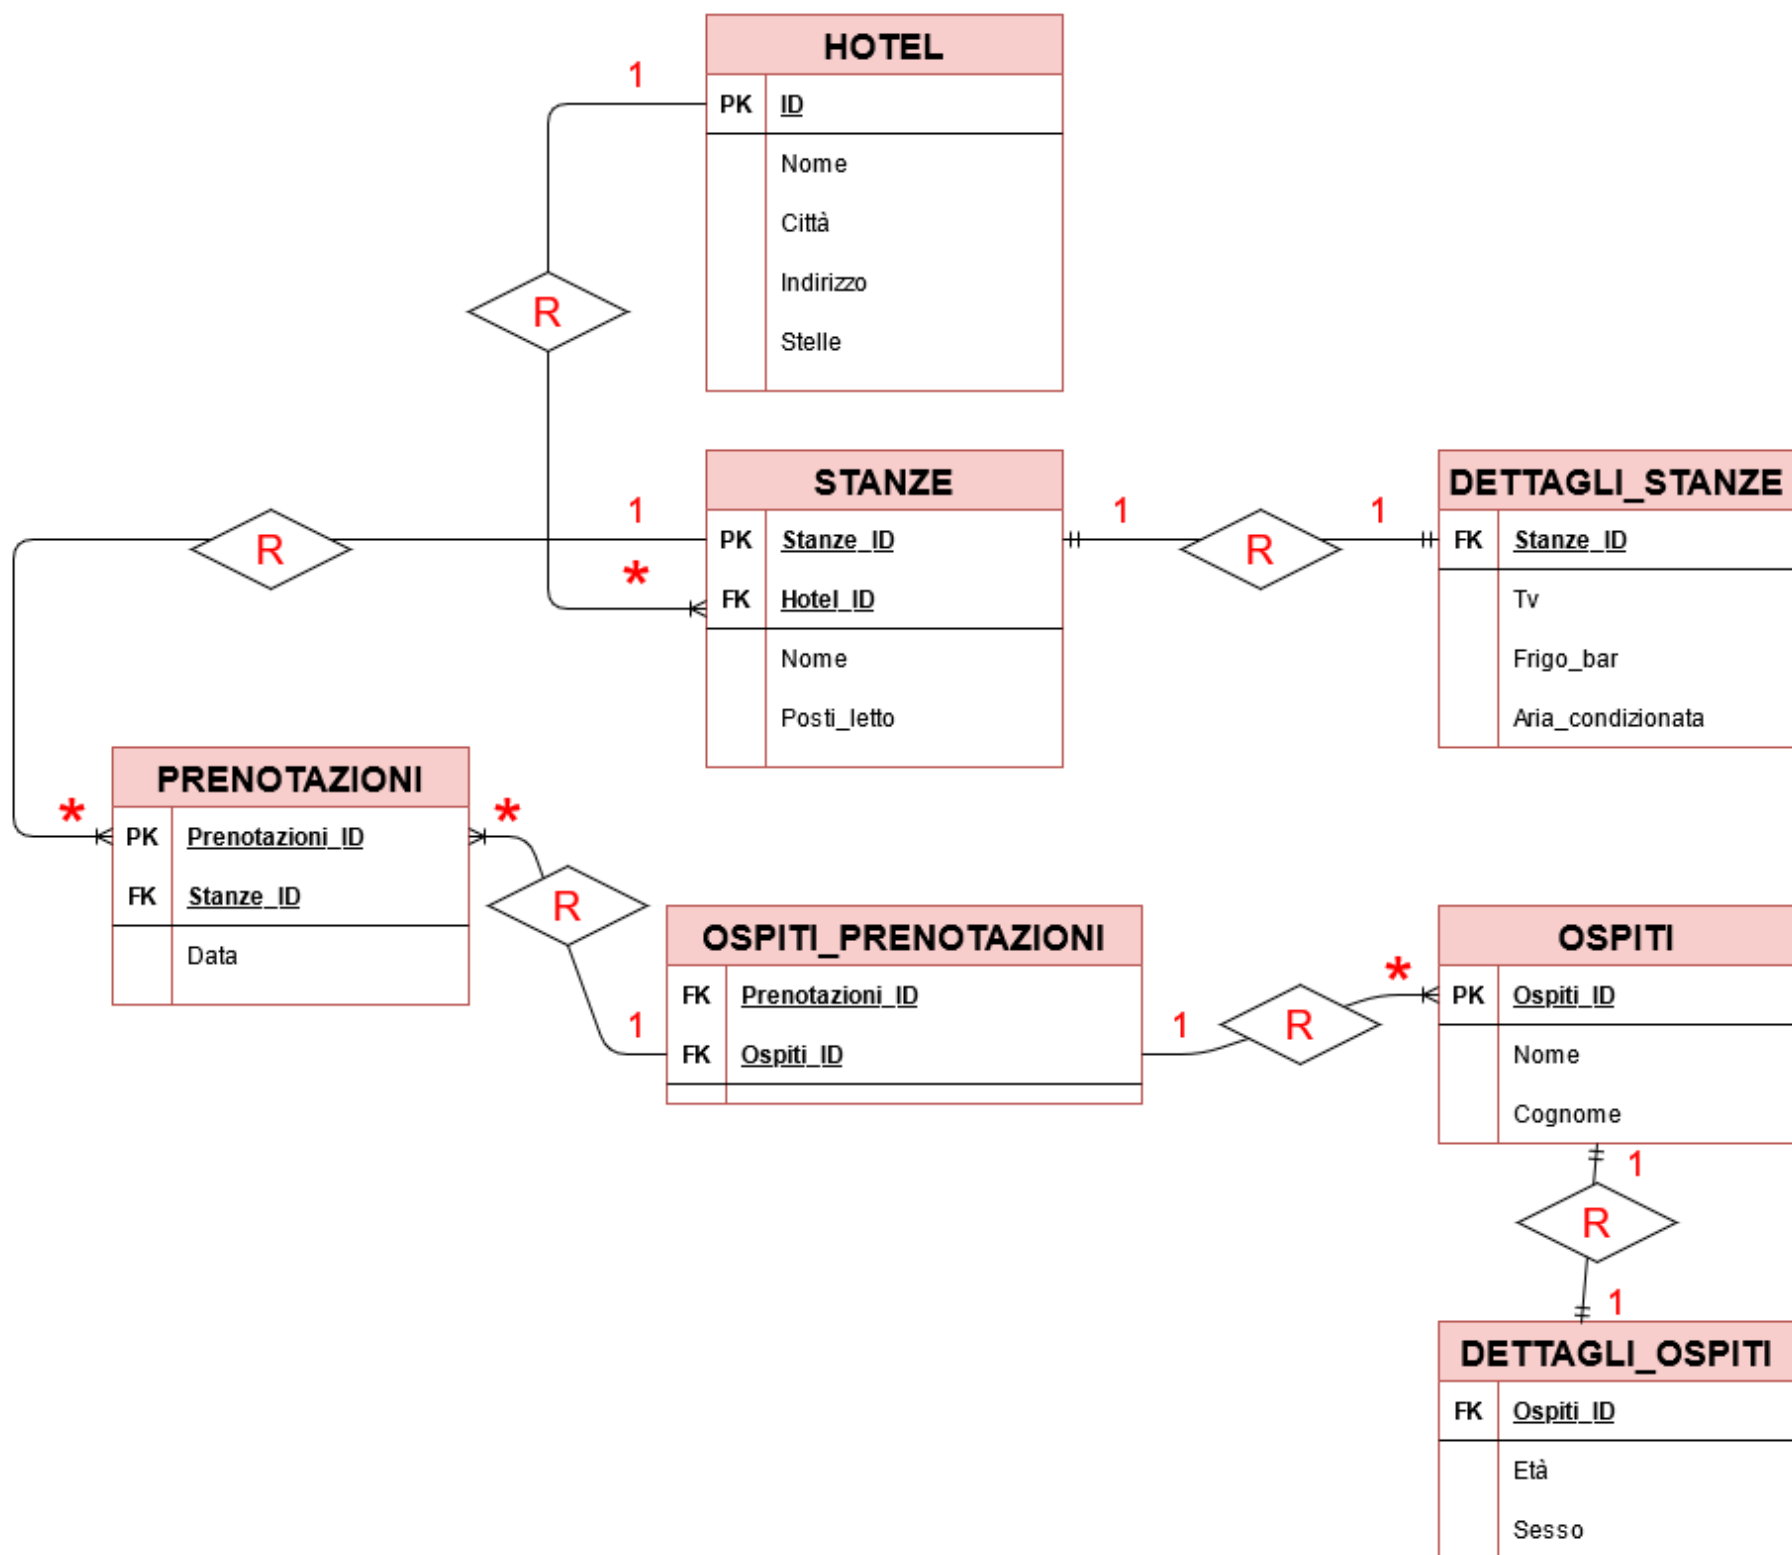 HOTEL
1
PK ID
Nome
Città
Indirizzo
R
Stelle
STANZE
DETTAGLI_STANZE
1
1
1
R
PK Stanze_ID
R
FK Stanze_ID
*
FK Hotel_ID
Tv
Nome
Frigo_bar
Posti_letto
Aria_condizionata
PRENOTAZIONI
*
*
PK Prenotazioni_ID
FK Stanze_ID
R
OSPITI_PRENOTAZIONI
OSPITI
Data
*
FK Prenotazioni_ID
PK Ospiti_ID
1
1
R
FK Ospiti_ID
Nome
Cognome
1
R
1
DETTAGLI_OSPITI
FK Ospiti_ID
Età
Sesso